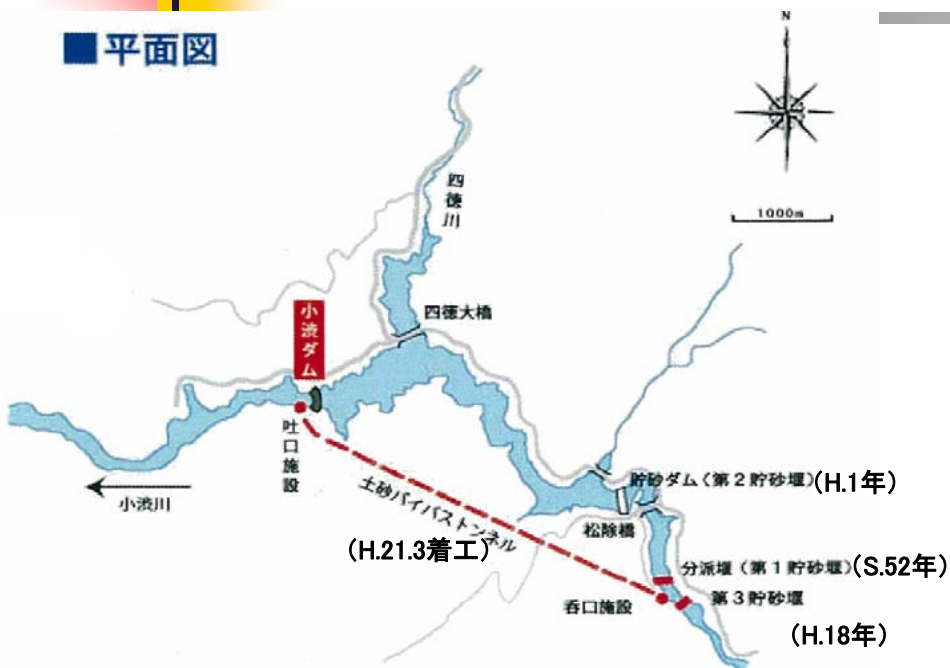 ■平面図
N
1000m
四徳川
四徳大橋
小渋ダム
吐口施設
小渋川
土砂バイパストンネル
(H.21.3着工)
貯砂ダム(第2貯砂堰)(H.1年)
松除橋
分派堰(第1貯砂堰)(S.52年)
呑口施設
第3貯砂堰
(H.18年)